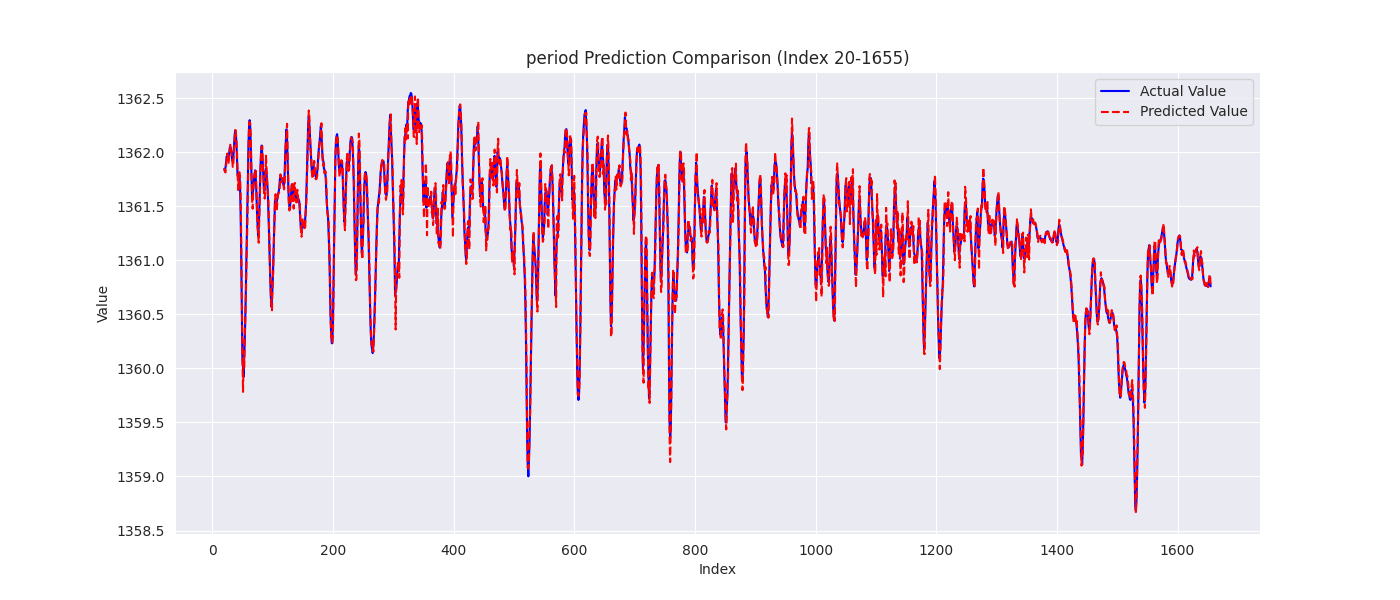 period Prediction Comparison (Index 20-1655)
Actual Value
Predicted Value
1362.5
1362.0
1361.5
1361.0
1360.5
1360.0
1359.5
1359.0
1358.5
Value
0 200 400 600 800 1000 1200 1400 1600
Index